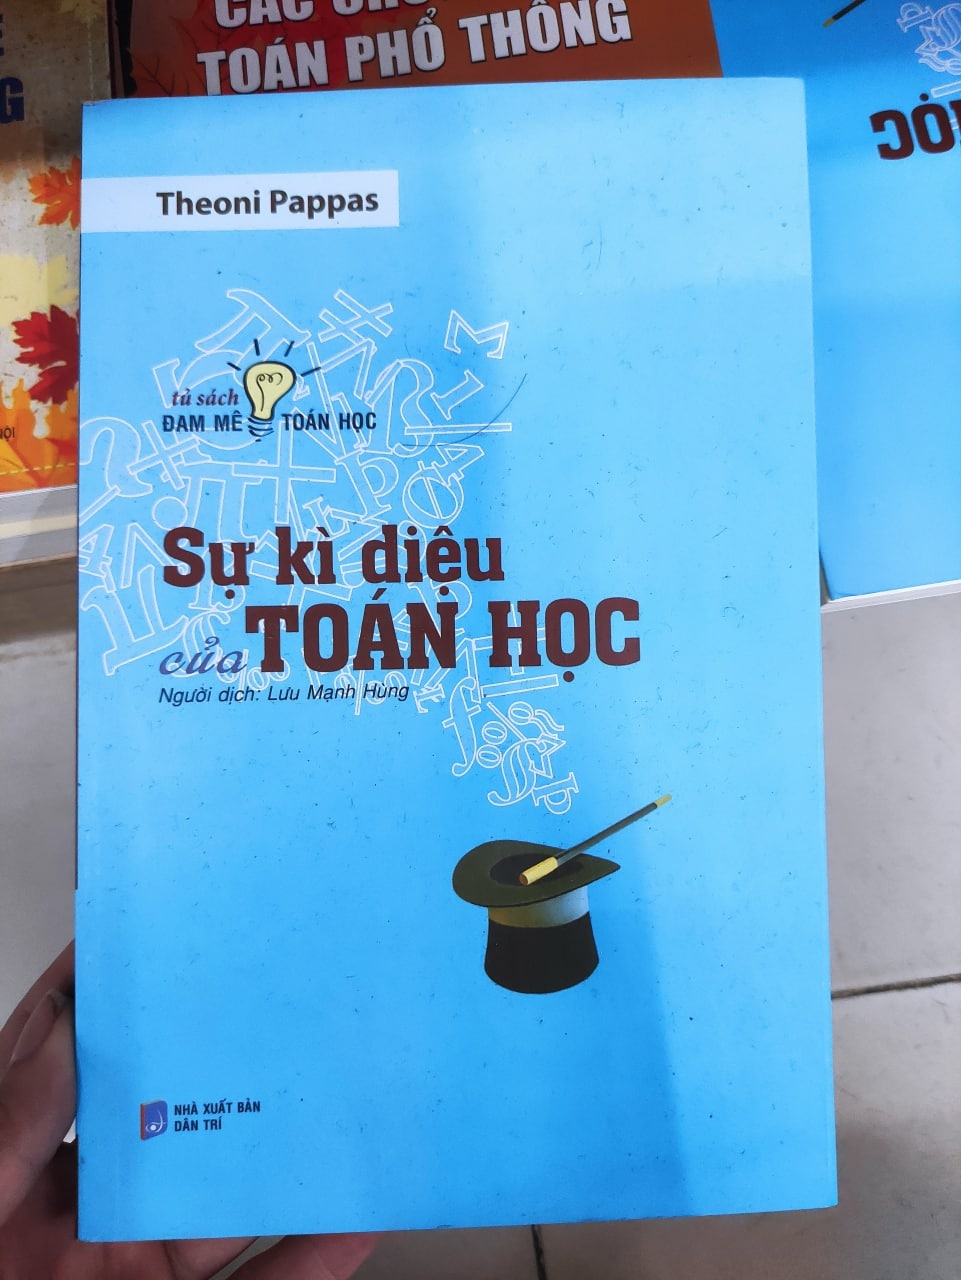 TOÁN PHỔ THÔNG
Theoni Pappas
tủ sách
ĐAM MÊ TOÁN HỌC
Sự kì diệu
của TOÁN HỌC
Người dịch: Lưu Mạnh Hùng
NHÀ XUẤT BẢN
DÂN TRÍ